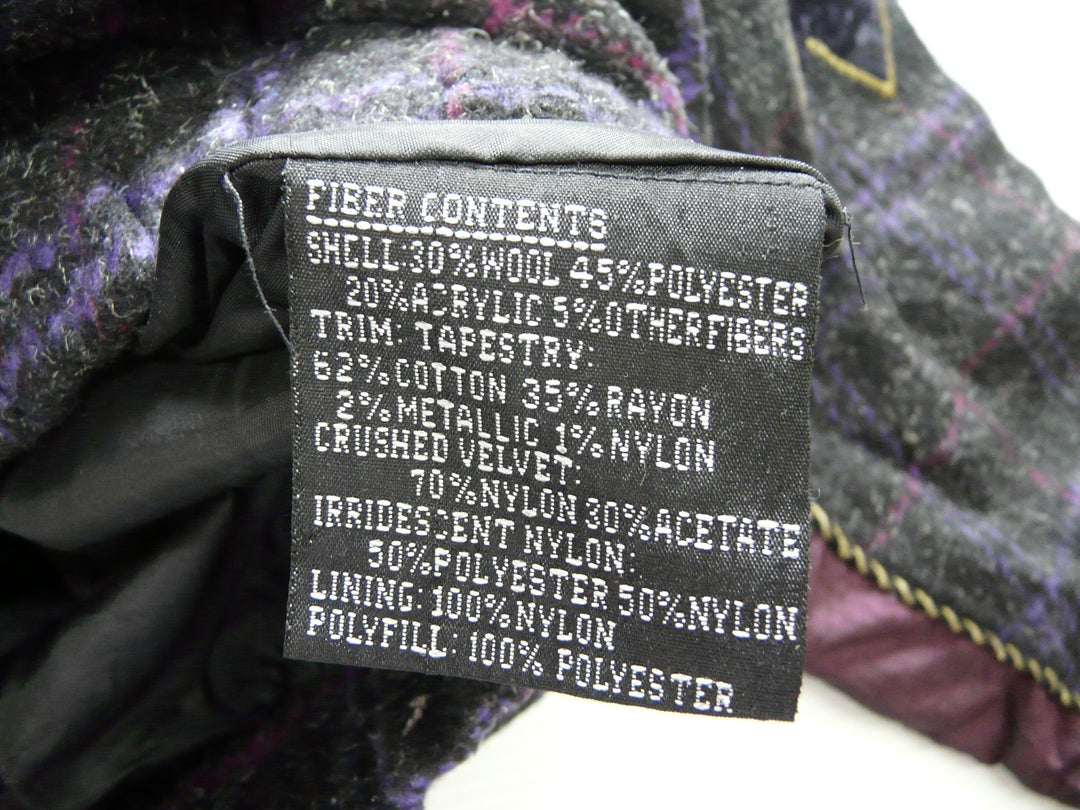 FIBER CONTENTS
SHELL:30%WOOL 45%POLYESTER
20%ACRYLIC 5%OTHERFIBERS
TRIM: TAPESTRY:
62%COTTON 35%RAYON
2%METALLIC 1%NYLON
CRUSHED VELVET:
70%NYLON 30%ACETATE
IRRIDESCENT NYLON:
50%POLYESTER 50%NYLON
LINING: 100%NYLON
POLYFILL: 100% POLYESTER